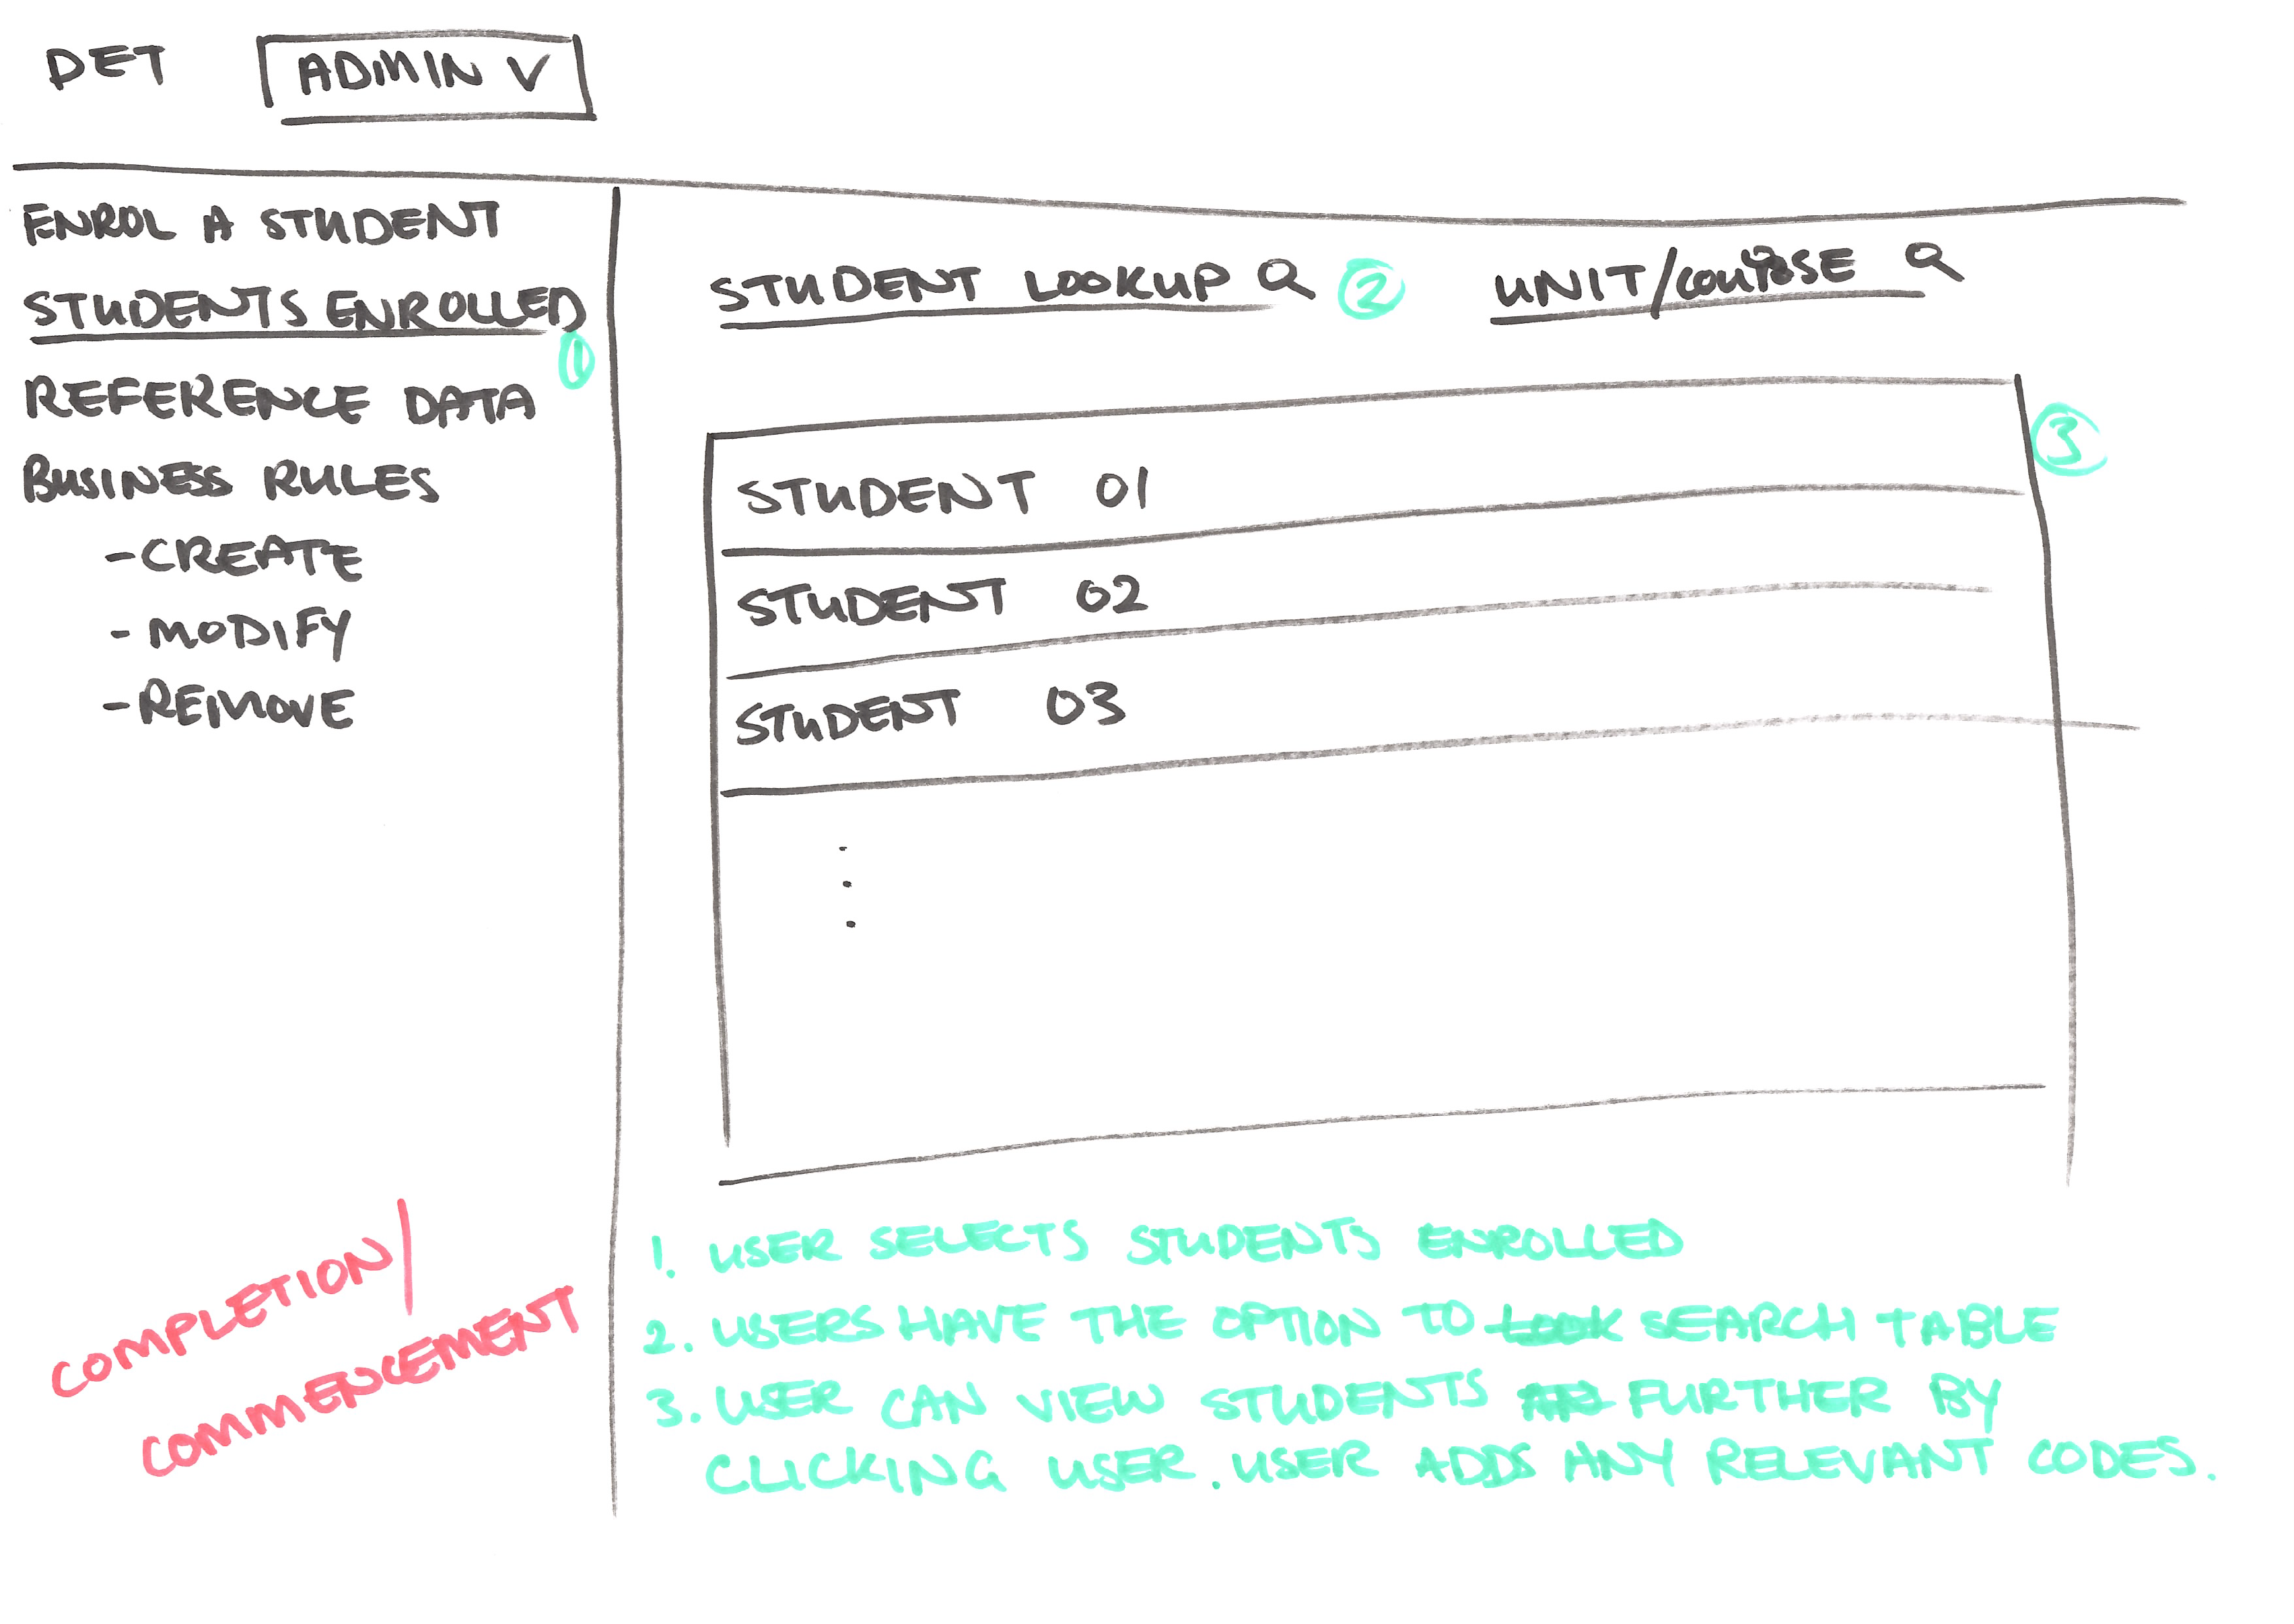 DET
ADMIN V
ENROL A STUDENT
STUDENTS ENROLLED
1
REFERENCE DATA
BUSINESS RULES
- CREATE
- MODIFY
- REMOVE
COMPLETION/
COMMENCEMENT
STUDENT LOOKUP
2
UNIT/COURSE
3
STUDENT 01
STUDENT 02
STUDENT 03
1. USER SELECTS STUDENTS ENROLLED
2. USERS HAVE THE OPTION TO LOOK SEARCH TABLE
3. USER CAN VIEW STUDENTS FURTHER BY
CLICKING USER. USER ADDS ANY RELEVANT CODES.